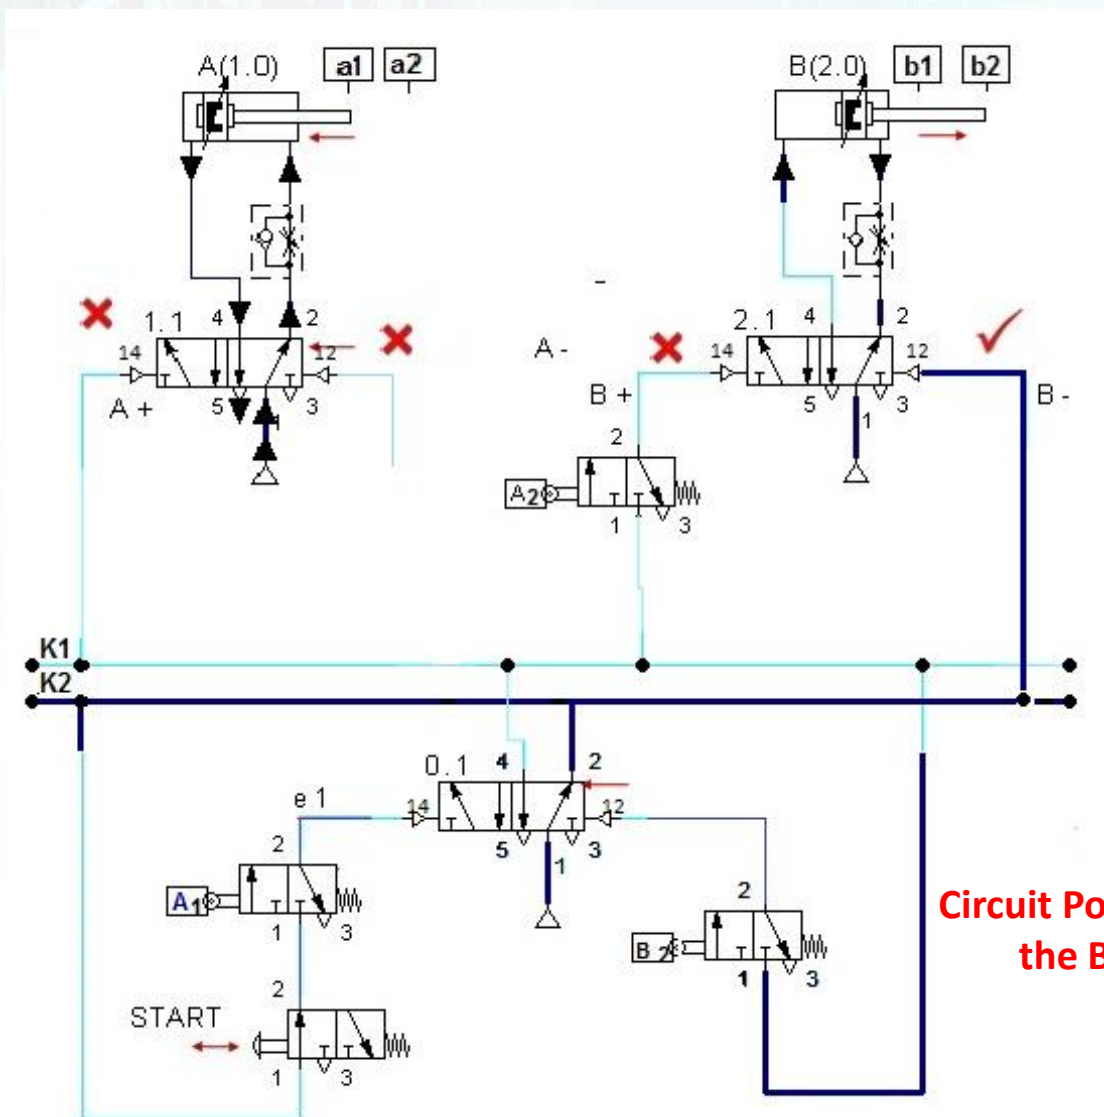 A(1.0) a1 a2 B(2.0) b1 b2
-
1.1 4 2 A - 2.1 4 2
14 12 14 12
A + 5 1 3 B + 5 1 3 B -
2
A2
1 3
K1
K2
0.1 4 2
e 1 14 12
2 5 1 3
A1 2
1 3 B 2
1 3
2
START
1 3
Circuit Po
the B